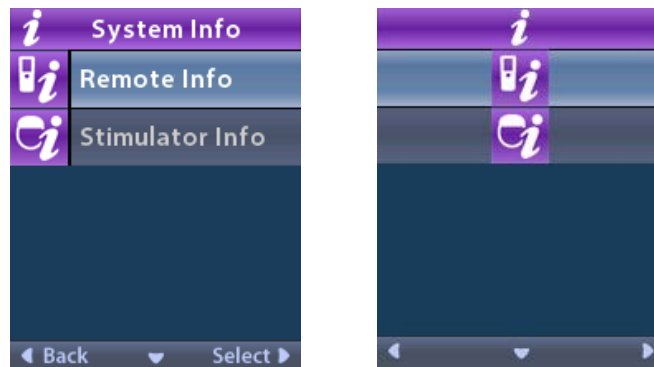 i System Info
i Remote Info
i Stimulator Info
Back Select
i
i
i